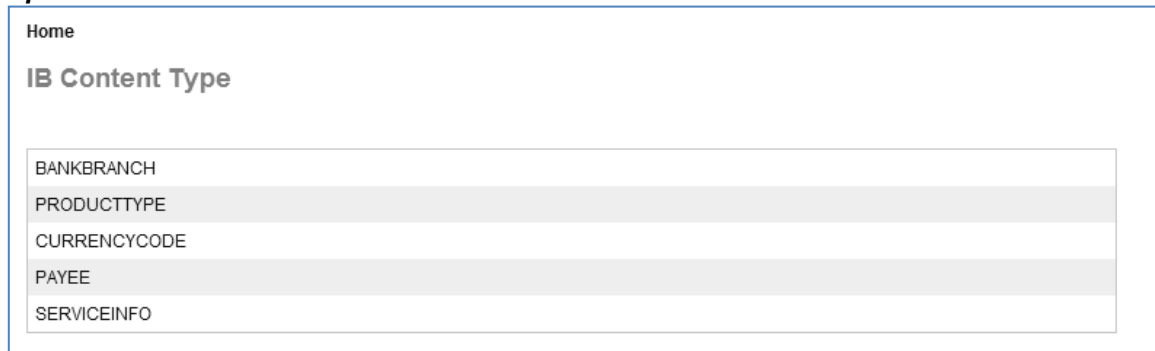 Home
IB Content Type
BANKBRANCH
PRODUCTTYPE
CURRENCYCODE
PAYEE
SERVICEINFO